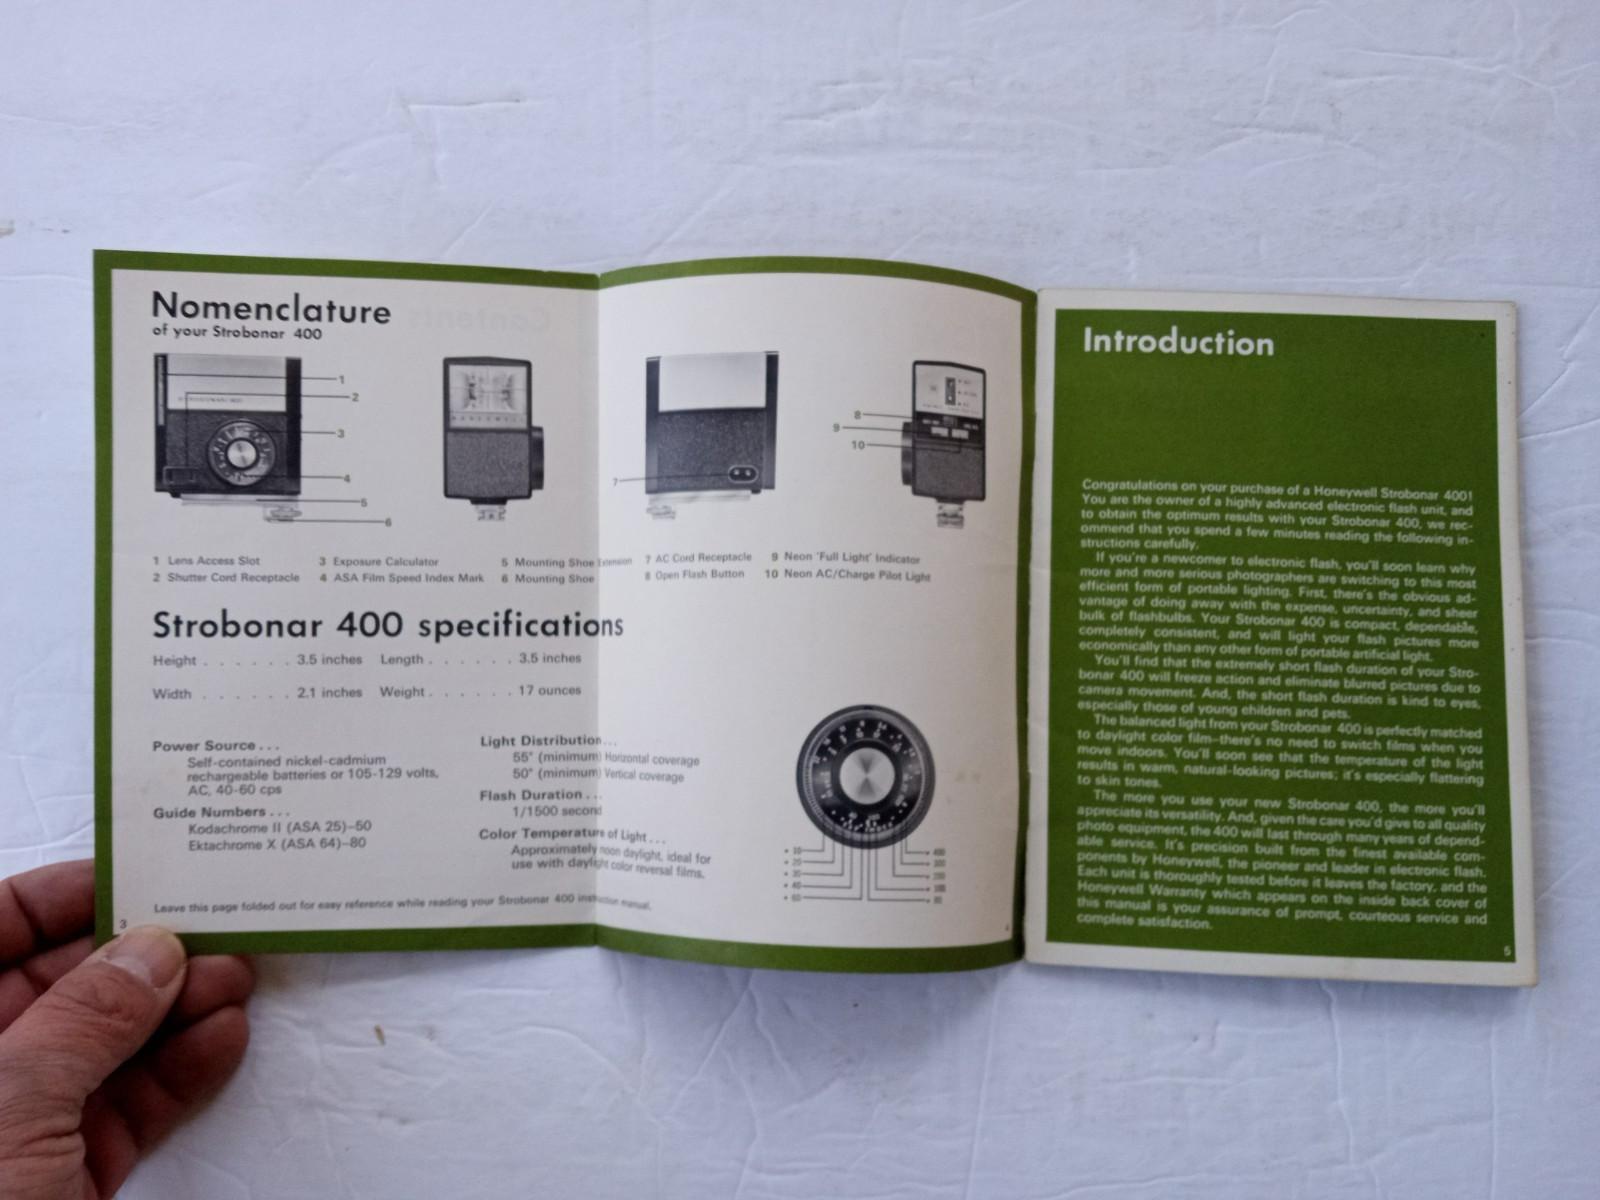 Nomenclature
of your Strobonar 400
1
2
3
4
5
6
7
8
9
10
HONEYWELL
1 Lens Access Slot
2 Shutter Cord Receptacle
3 Exposure Calculator
4 ASA Film Speed Index Mark
5 Mounting Shoe Extension
6 Mounting Shoe
7 AC Cord Receptacle
8 Open Flash Button
9 Neon 'Full Light' Indicator
10 Neon AC/Charge Pilot Light
Strobonar 400 specifications
Height . . . . . . 3.5 inches Length . . . . . . 3.5 inches
Width . . . . . . 2.1 inches Weight . . . . . . 17 ounces
Power Source . . .
Self-contained nickel-cadmium
rechargeable batteries or 105-129 volts,
AC, 40-60 cps
Guide Numbers . . .
Kodachrome II (ASA 25)–50
Ektachrome X (ASA 64)–80
Light Distribution . . .
55° (minimum) Horizontal coverage
50° (minimum) Vertical coverage
Flash Duration . . .
1/1500 second
Color Temperature of Light . . .
Approximately noon daylight, ideal for
use with daylight color reversal films.
Leave this page folded out for easy reference while reading your Strobonar 400 instruction manual.
3
Introduction
Congratulations on your purchase of a Honeywell Strobonar 400!
You are the owner of a highly advanced electronic flash unit, and
to obtain the optimum results with your Strobonar 400, we rec-
ommend that you spend a few minutes reading the following in-
structions carefully.
If you're a newcomer to electronic flash, you'll soon learn why
more and more serious photographers are switching to this most
efficient form of portable lighting. First, there's the obvious ad-
vantage of doing away with the expense, uncertainty, and sheer
bulk of flashbulbs. Your Strobonar 400 is compact, dependable,
completely consistent, and will light your flash pictures more
economically than any other form of portable artificial light.
You'll find that the extremely short flash duration of your Stro-
bonar 400 will freeze action and eliminate blurred pictures due to
camera movement. And, the short flash duration is kind to eyes,
especially those of young children and pets.
The balanced light from your Strobonar 400 is perfectly matched
to daylight color film–there's no need to switch films when you
move indoors. You'll soon see that the temperature of the light
results in warm, natural-looking pictures; it's especially flattering
to skin tones.
The more you use your new Strobonar 400, the more you'll
appreciate its versatility. And, given the care you'd give to all quality
photo equipment, the 400 will last through many years of depend-
able service. It's precision built from the finest available com-
ponents by Honeywell, the pioneer and leader in electronic flash.
Each unit is thoroughly tested before it leaves the factory, and the
Honeywell Warranty which appears on the inside back cover of
this manual is your assurance of prompt, courteous service and
complete satisfaction.
5